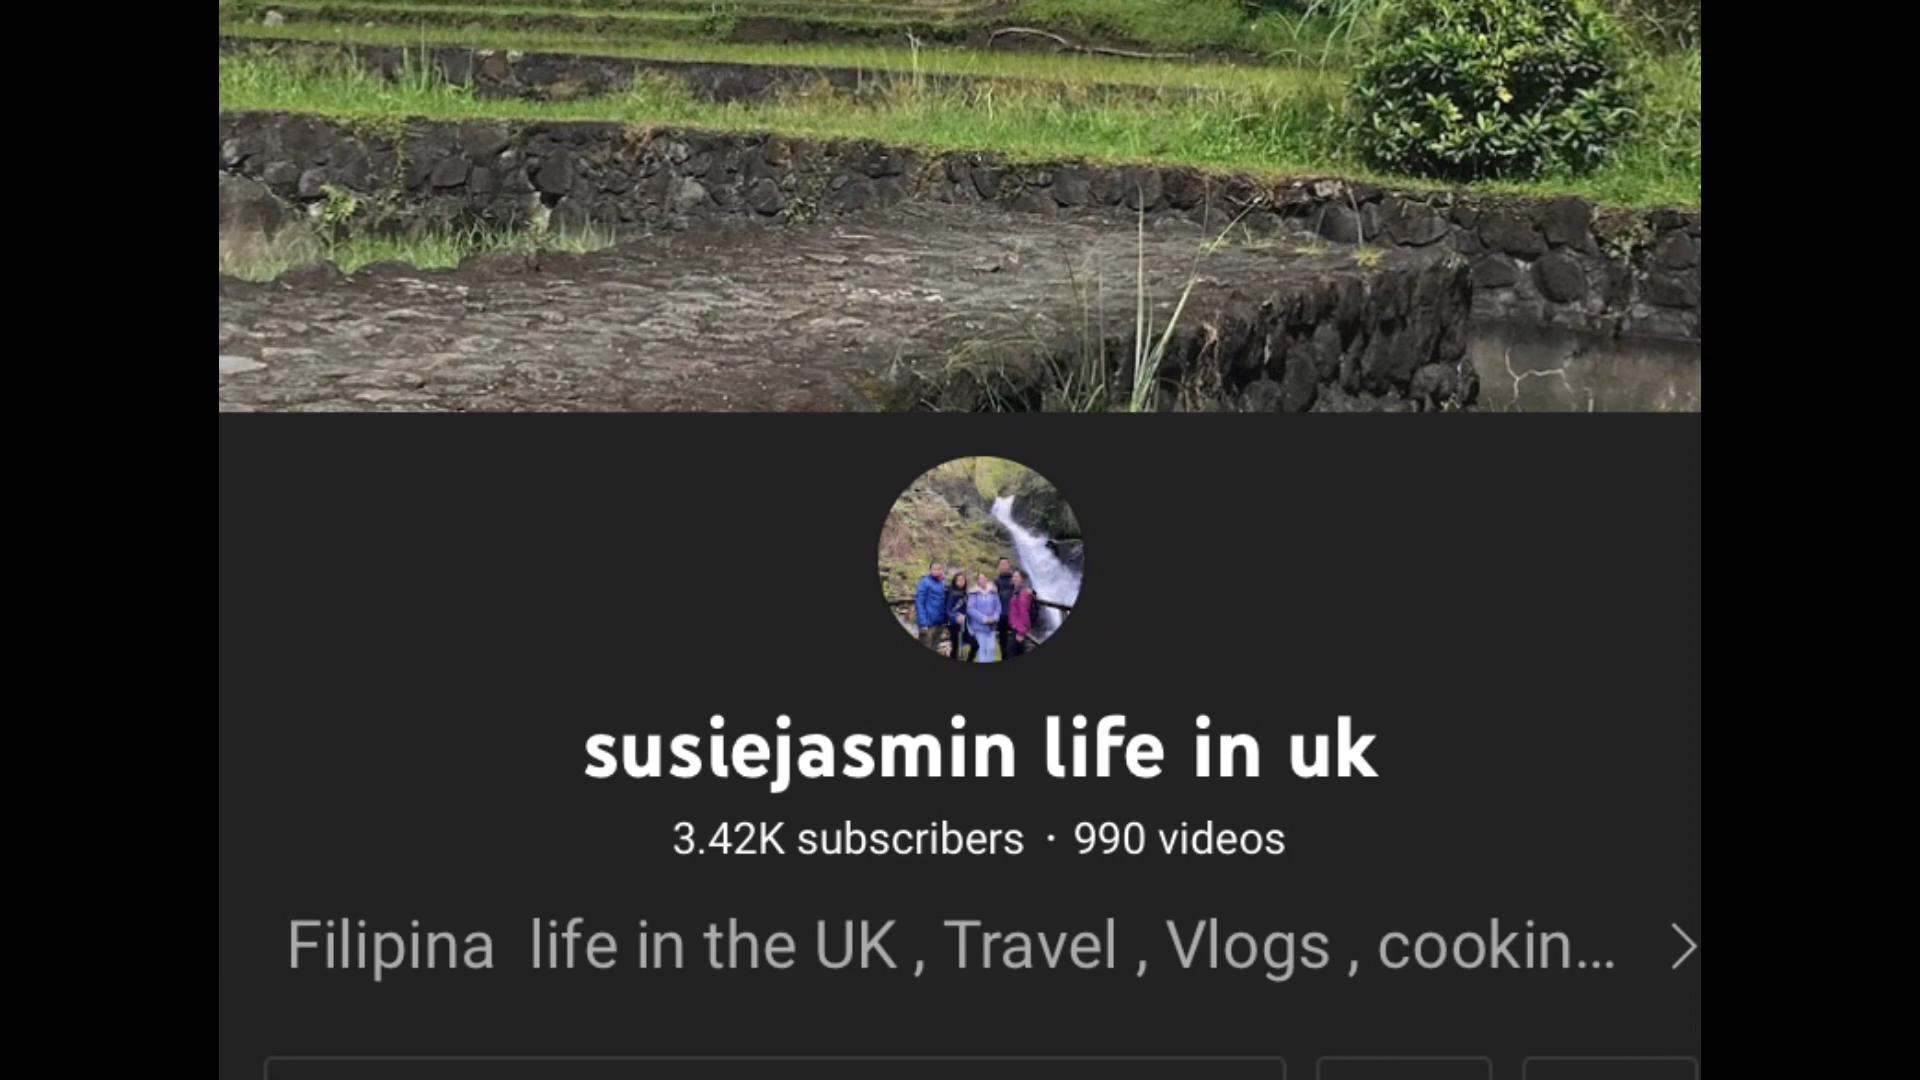 susiejasmin life in uk
3.42K subscribers · 990 videos
Filipina life in the UK , Travel , Vlogs , cookin...